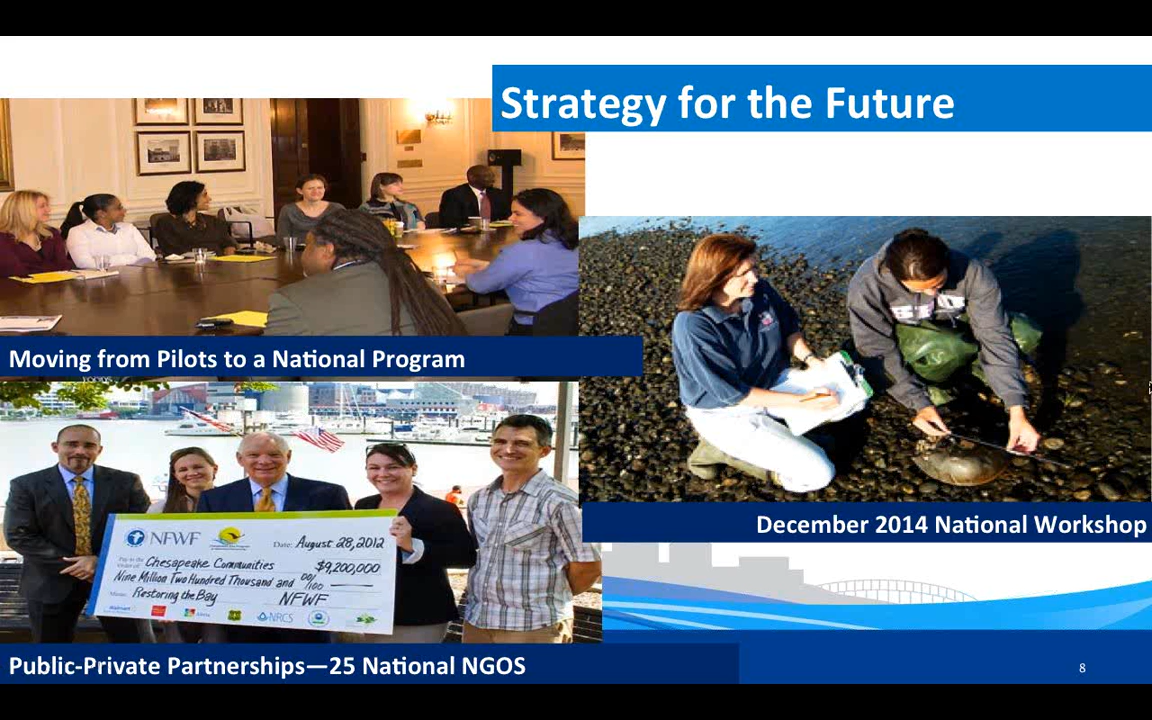 Strategy for the Future
Moving from Pilots to a National Program
December 2014 National Workshop
NFWF
Date: August 28, 2012
Pay to the
Order of: Chesapeake Communities $9,200,000
Nine Million Two Hundred Thousand and 00/100
Memo: Restoring the Bay NFWF
Walmart
NRCS
Public-Private Partnerships—25 National NGOS
8